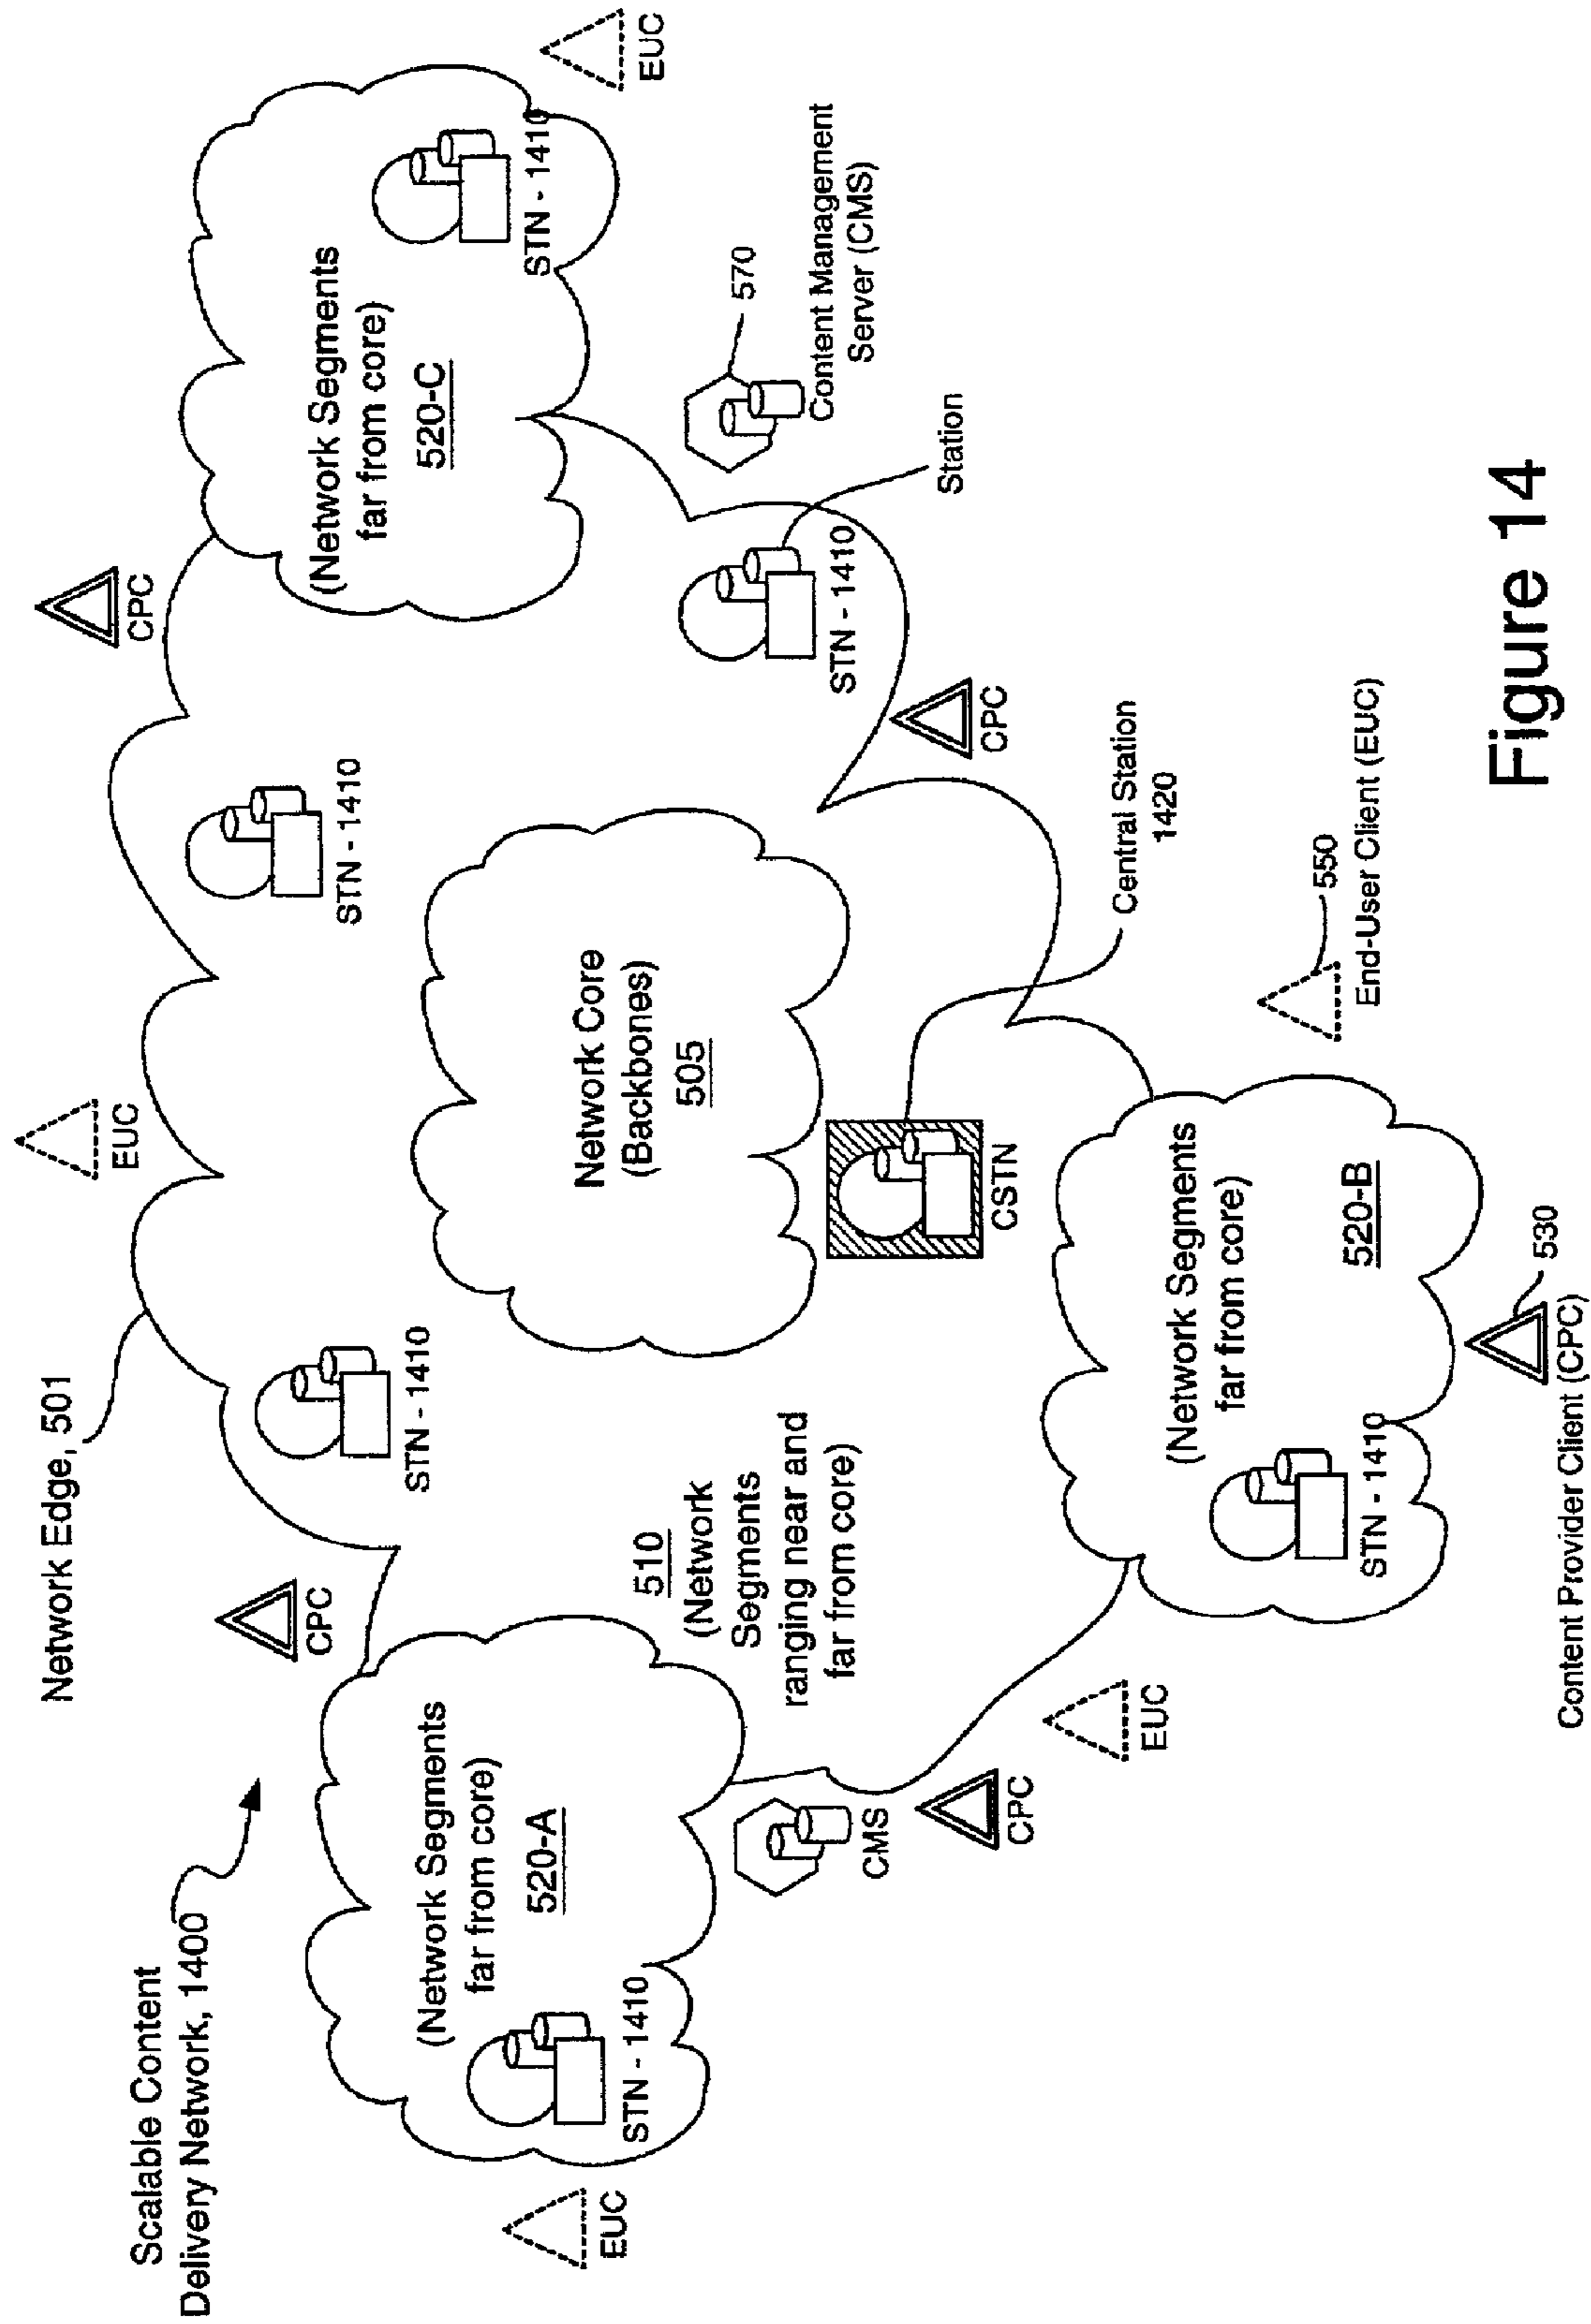 Scalable Content
Delivery Network, 1400
Network Edge, 501
EUC
CPC
CPC
STN - 1410
STN - 1410
(Network Segments
far from core)
520-C
STN - 1410
EUC
(Network Segments
far from core)
520-A
STN - 1410
EUC
510
(Network
Segments
ranging near and
far from core)
Network Core
(Backbones)
505
STN - 1410
Station
570
Content Management
Server (CMS)
CMS
CPC
CSTN
Central Station
1420
CPC
EUC
(Network Segments
far from core)
520-B
STN - 1410
550
End-User Client (EUC)
530
Content Provider Client (CPC)
Figure 14